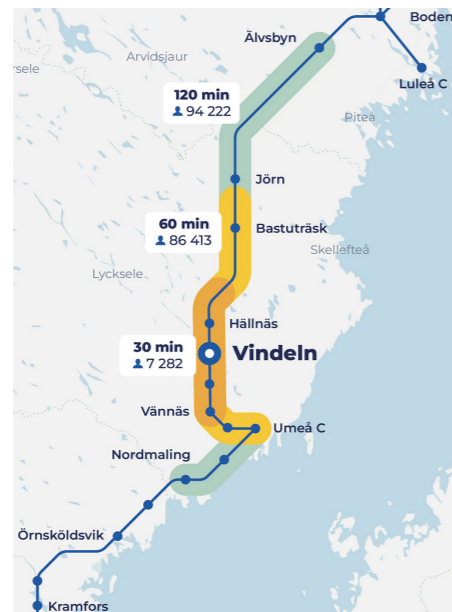 Boden
Älvsbyn
Arvidsjaur
Luleå C
120 min
94 222
Piteå
Jörn
60 min
86 413
Bastuträsk
Skellefteå
Lycksele
Hällnäs
30 min
7 282
Vindeln
Vännäs
Umeå C
Nordmaling
Örnsköldsvik
Kramfors